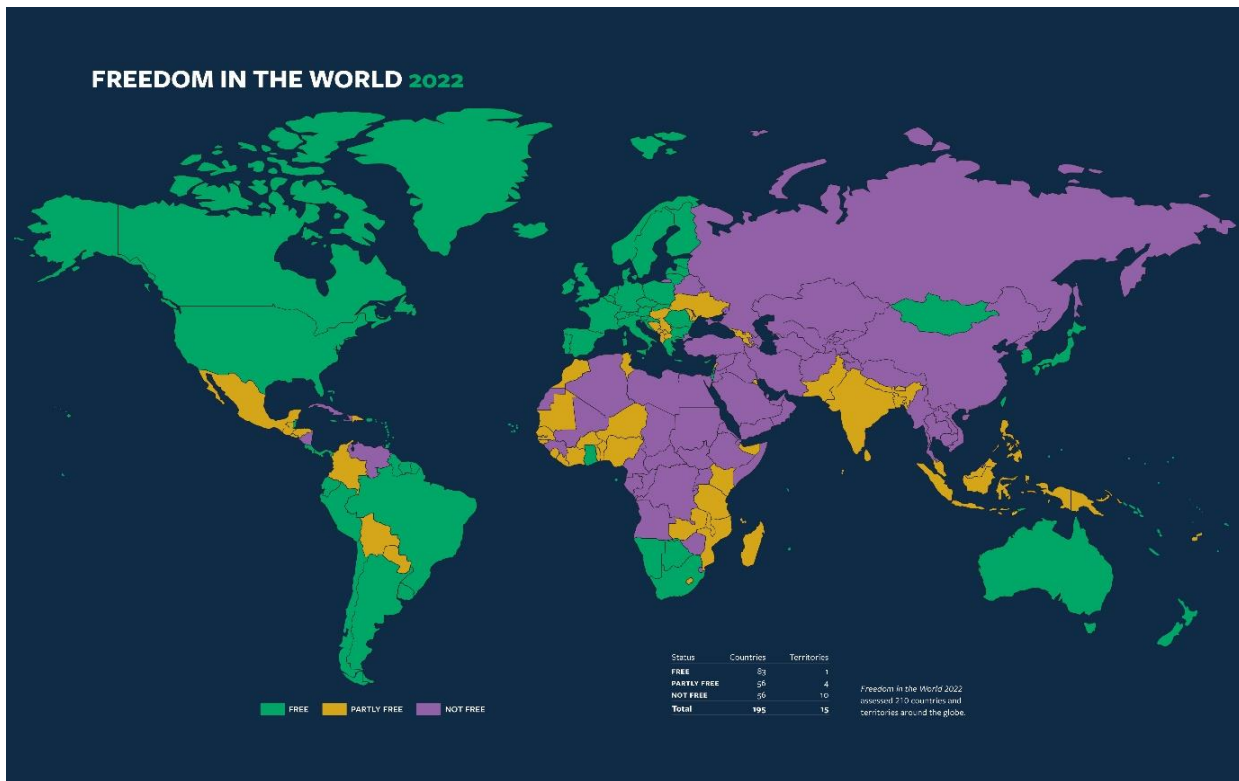 FREEDOM IN THE WORLD 2022
Status Countries Territories
FREE 83 1
PARTLY FREE 56 4
NOT FREE 56 10
Total 195 15
Freedom in the World 2022
assessed 210 countries and
territories around the globe.
FREE PARTLY FREE NOT FREE